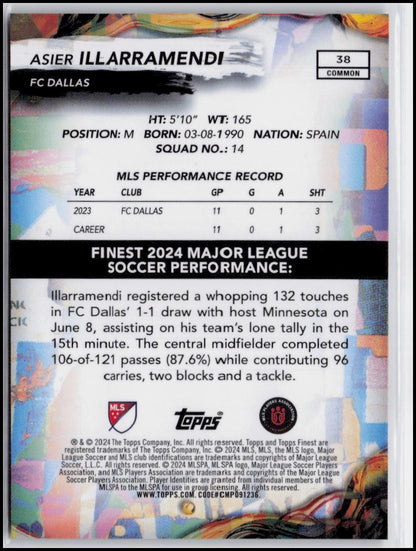 ASIER ILLARRAMENDI
FC DALLAS
38
COMMON
HT: 5'10" WT: 165
POSITION: M BORN: 03-08-1990 NATION: SPAIN
SQUAD NO.: 14
MLS PERFORMANCE RECORD
YEAR CLUB GP G A SHT
2023 FC DALLAS 11 0 1 3
CAREER 11 0 1 3
FINEST 2024 MAJOR LEAGUE
SOCCER PERFORMANCE:
Illarramendi registered a whopping 132 touches
in FC Dallas' 1-1 draw with host Minnesota on
June 8, assisting on his team's lone tally in the
15th minute. The central midfielder completed
106-of-121 passes (87.6%) while contributing 96
carries, two blocks and a tackle.
MLS
Topps
MLS PLAYERS ASSOCIATION
® & © 2024 The Topps Company, Inc. All rights reserved. Topps and Topps Finest are
registered trademarks of The Topps Company, Inc. © 2024 MLS, MLS, the MLS logo, Major
League Soccer and MLS club identifications are trademarks and copyrights of Major League
Soccer, L.L.C. All rights reserved. © 2024 MLSPA, MLSPA logo, Major League Soccer Players
Association, and MLS Players Association are trademarks and copyrights of Major League
Soccer Players Association. Player Identities are granted from individual members of the
MLSPA to the MLSPA for use in group licensing. All rights reserved.
WWW.TOPPS.COM. CODE#CMP091236.